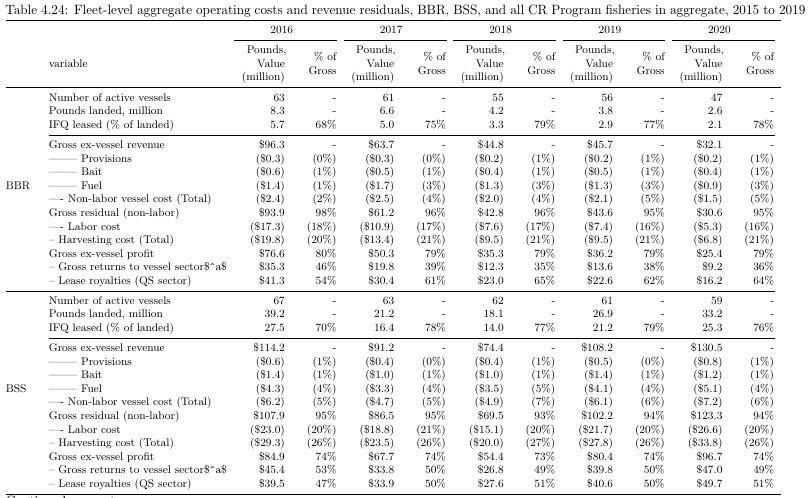 Table 4.24: Fleet-level aggregate operating costs and revenue residuals, BBR, BSS, and all CR Program fisheries in aggregate, 2015 to 2019
2016 2017 2018 2019 2020
variable Pounds, Value (million) % of Gross Pounds, Value (million) % of Gross Pounds, Value (million) % of Gross Pounds, Value (million) % of Gross Pounds, Value (million) % of Gross
BBR
Number of active vessels 63 - 61 - 55 - 56 - 47 -
Pounds landed, million 8.3 - 6.6 - 4.2 - 3.8 - 2.6 -
IFQ leased (% of landed) 5.7 68% 5.0 75% 3.3 79% 2.9 77% 2.1 78%
Gross ex-vessel revenue $96.3 - $63.7 - $44.8 - $45.7 - $32.1 -
—— Provisions ($0.3) (0%) ($0.3) (0%) ($0.2) (1%) ($0.2) (1%) ($0.2) (1%)
—— Bait ($0.6) (1%) ($0.5) (1%) ($0.4) (1%) ($0.5) (1%) ($0.4) (1%)
—— Fuel ($1.4) (1%) ($1.7) (3%) ($1.3) (3%) ($1.3) (3%) ($0.9) (3%)
—- Non-labor vessel cost (Total) ($2.4) (2%) ($2.5) (4%) ($2.0) (4%) ($2.1) (5%) ($1.5) (5%)
Gross residual (non-labor) $93.9 98% $61.2 96% $42.8 96% $43.6 95% $30.6 95%
—- Labor cost ($17.3) (18%) ($10.9) (17%) ($7.6) (17%) ($7.4) (16%) ($5.3) (16%)
– Harvesting cost (Total) ($19.8) (20%) ($13.4) (21%) ($9.5) (21%) ($9.5) (21%) ($6.8) (21%)
Gross ex-vessel profit $76.6 80% $50.3 79% $35.3 79% $36.2 79% $25.4 79%
– Gross returns to vessel sector$^a$ $35.3 46% $19.8 39% $12.3 35% $13.6 38% $9.2 36%
– Lease royalties (QS sector) $41.3 54% $30.4 61% $23.0 65% $22.6 62% $16.2 64%
BSS
Number of active vessels 67 - 63 - 62 - 61 - 59 -
Pounds landed, million 39.2 - 21.2 - 18.1 - 26.9 - 33.2 -
IFQ leased (% of landed) 27.5 70% 16.4 78% 14.0 77% 21.2 79% 25.3 76%
Gross ex-vessel revenue $114.2 - $91.2 - $74.4 - $108.2 - $130.5 -
—— Provisions ($0.6) (1%) ($0.4) (0%) ($0.4) (1%) ($0.5) (0%) ($0.8) (1%)
—— Bait ($1.4) (1%) ($1.0) (1%) ($1.0) (1%) ($1.4) (1%) ($1.2) (1%)
—— Fuel ($4.3) (4%) ($3.3) (4%) ($3.5) (5%) ($4.1) (4%) ($5.1) (4%)
—- Non-labor vessel cost (Total) ($6.2) (5%) ($4.7) (5%) ($4.9) (7%) ($6.1) (6%) ($7.2) (6%)
Gross residual (non-labor) $107.9 95% $86.5 95% $69.5 93% $102.2 94% $123.3 94%
—- Labor cost ($23.0) (20%) ($18.8) (21%) ($15.1) (20%) ($21.7) (20%) ($26.6) (20%)
– Harvesting cost (Total) ($29.3) (26%) ($23.5) (26%) ($20.0) (27%) ($27.8) (26%) ($33.8) (26%)
Gross ex-vessel profit $84.9 74% $67.7 74% $54.4 73% $80.4 74% $96.7 74%
– Gross returns to vessel sector$^a$ $45.4 53% $33.8 50% $26.8 49% $39.8 50% $47.0 49%
– Lease royalties (QS sector) $39.5 47% $33.9 50% $27.6 51% $40.6 50% $49.7 51%